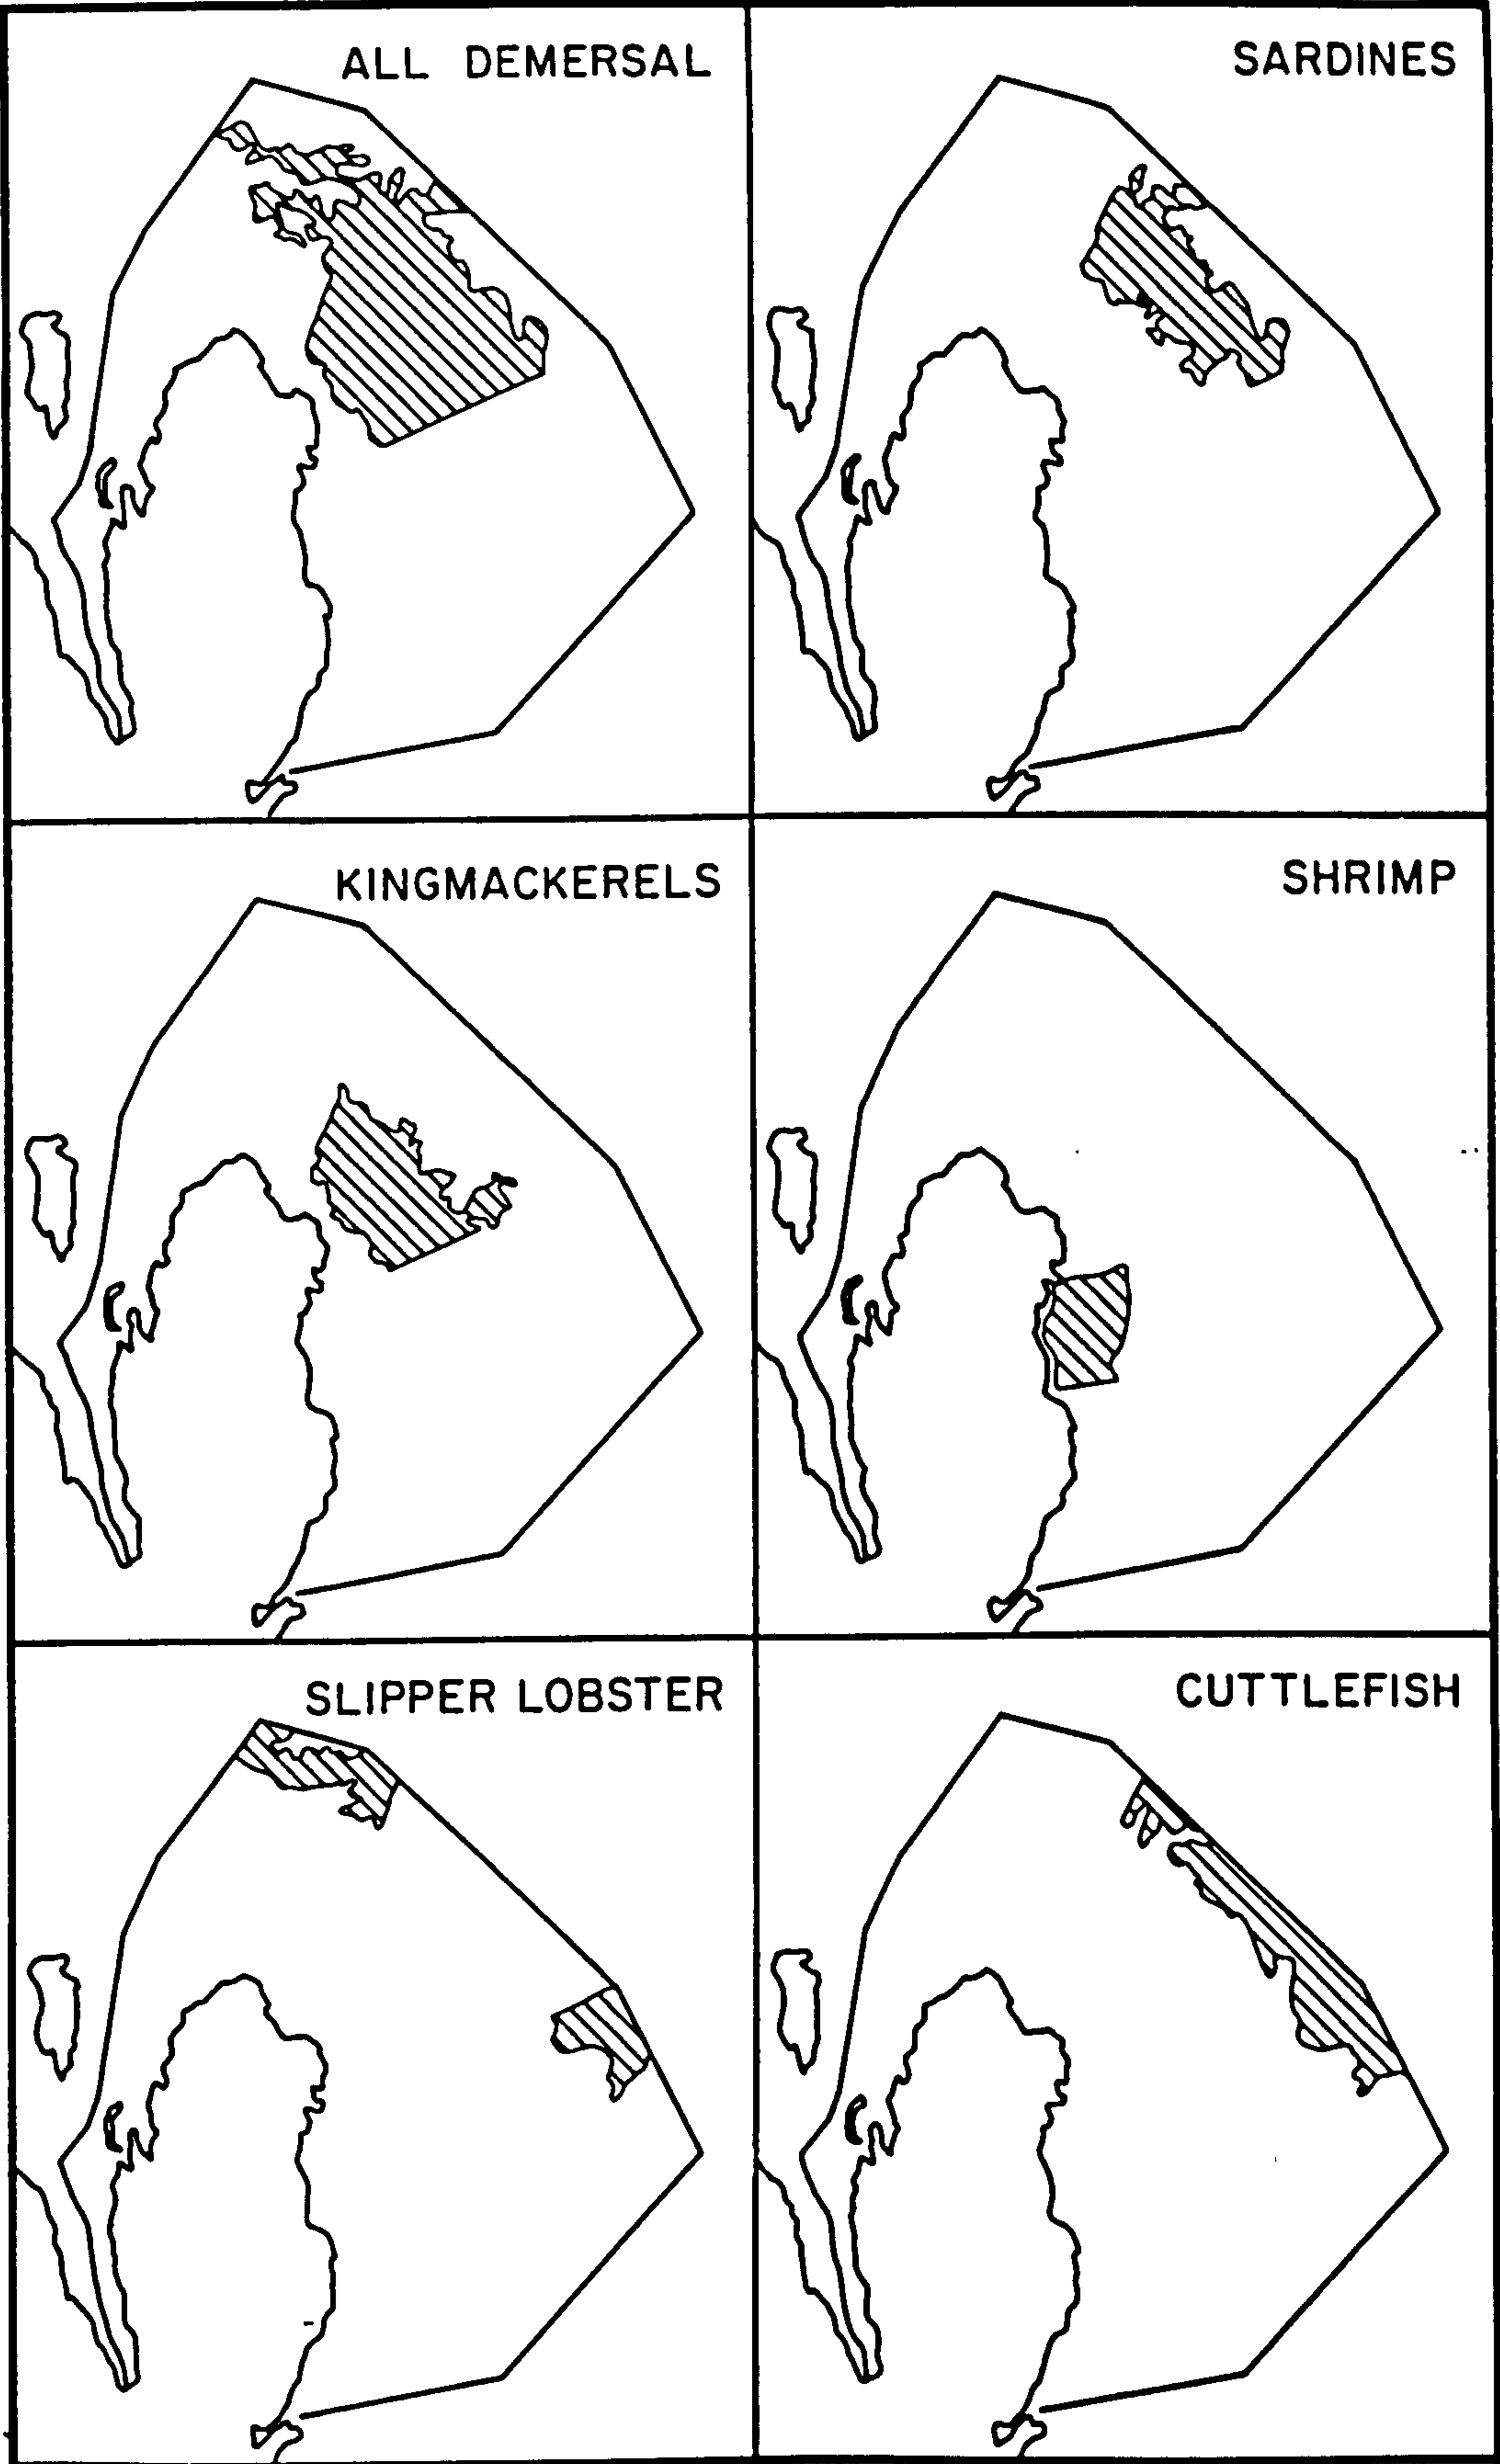 ALL DEMERSAL
SARDINES
KINGMACKERELS
SHRIMP
SLIPPER LOBSTER
CUTTLEFISH